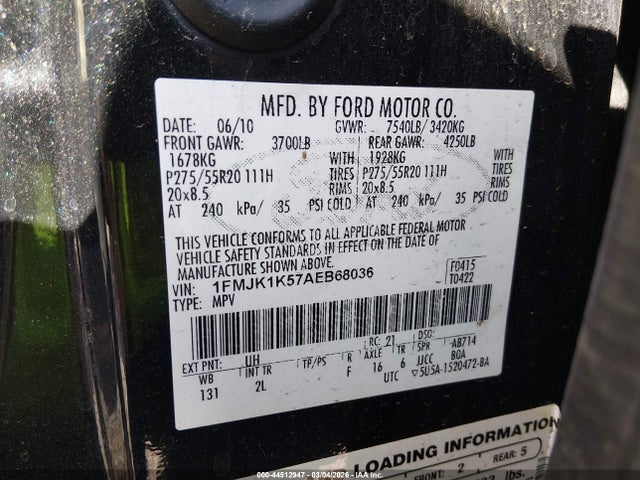 MFD. BY FORD MOTOR CO.
DATE: 06/10 GVWR: 7540LB/ 3420KG
FRONT GAWR: 3700LB REAR GAWR: 4250LB
1678KG WITH 1928KG WITH
P275/55R20 111H TIRES P275/55R20 111H TIRES
20x8.5 RIMS 20x8.5 RIMS
AT 240 kPa/ 35 PSI COLD AT 240 kPa/ 35 PSI COLD
THIS VEHICLE CONFORMS TO ALL APPLICABLE FEDERAL MOTOR
VEHICLE SAFETY STANDARDS IN EFFECT ON THE DATE OF
MANUFACTURE SHOWN ABOVE.
VIN: 1FMJK1K57AEB68036 F0415
TYPE: MPV T0422
RC: 21 DSO:
EXT PNT: UH AB714
WB INT TR TP/PS R AXLE TR SPR BOA
131 2L F 16 6 JJCC
UTC ▽5U5A-1520472-BA
LOADING INFORMATION
FRONT: 2 REAR: 5
lbs.
000-44512947 - 03/04/2026 - IAA Inc.